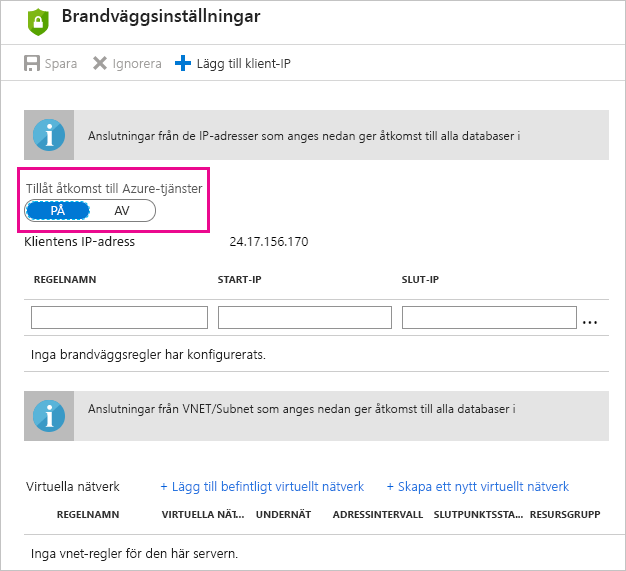 Brandväggsinställningar
Spara Ignorera Lägg till klient-IP
Anslutningar från de IP-adresser som anges nedan ger åtkomst till alla databaser i
Tillåt åtkomst till Azure-tjänster
PÅ AV
Klientens IP-adress 24.17.156.170
REGELNAMN START-IP SLUT-IP
...
Inga brandväggsregler har konfigurerats.
Anslutningar från VNET/Subnet som anges nedan ger åtkomst till alla databaser i
Virtuella nätverk + Lägg till befintligt virtuellt nätverk + Skapa ett nytt virtuellt nätverk
REGELNAMN VIRTUELLA NÄT... UNDERNÄT ADRESSINTERVALL SLUTPUNKTSSTA... RESURSGRUPP
Inga vnet-regler för den här servern.